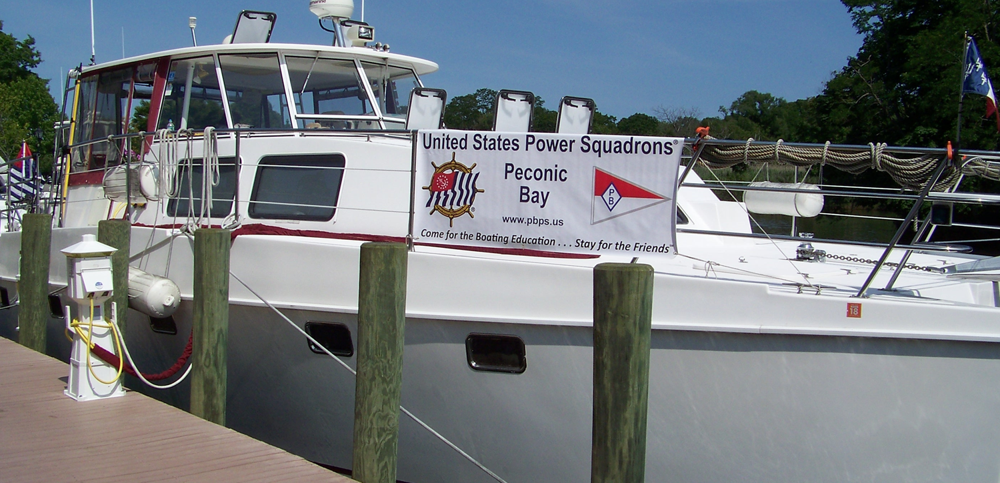 United States Power Squadrons®
Peconic
Bay
P
B
www.pbps.us
Come for the Boating Education . . . Stay for the Friends
18